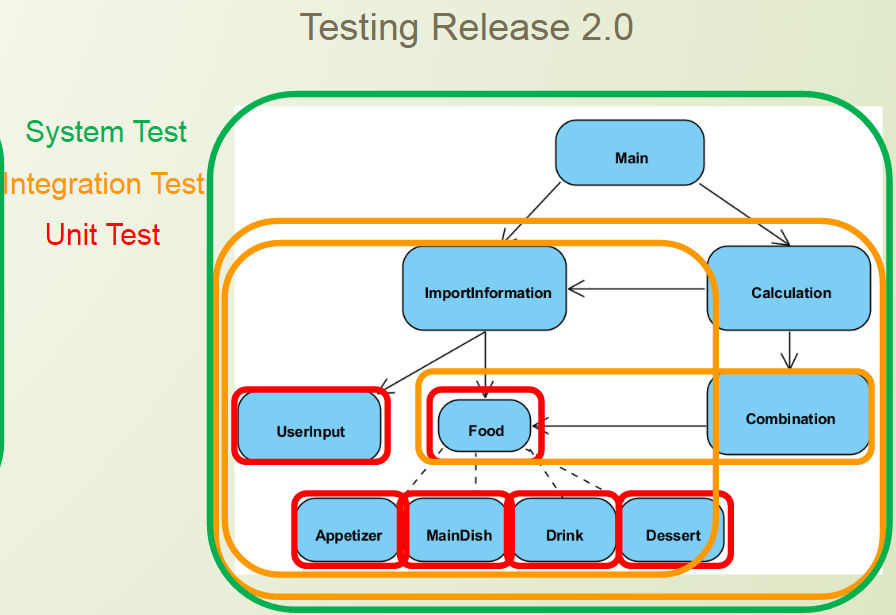 Testing Release 2.0
System Test
Integration Test
Unit Test
Main
ImportInformation
Calculation
UserInput
Food
Combination
Appetizer
MainDish
Drink
Dessert